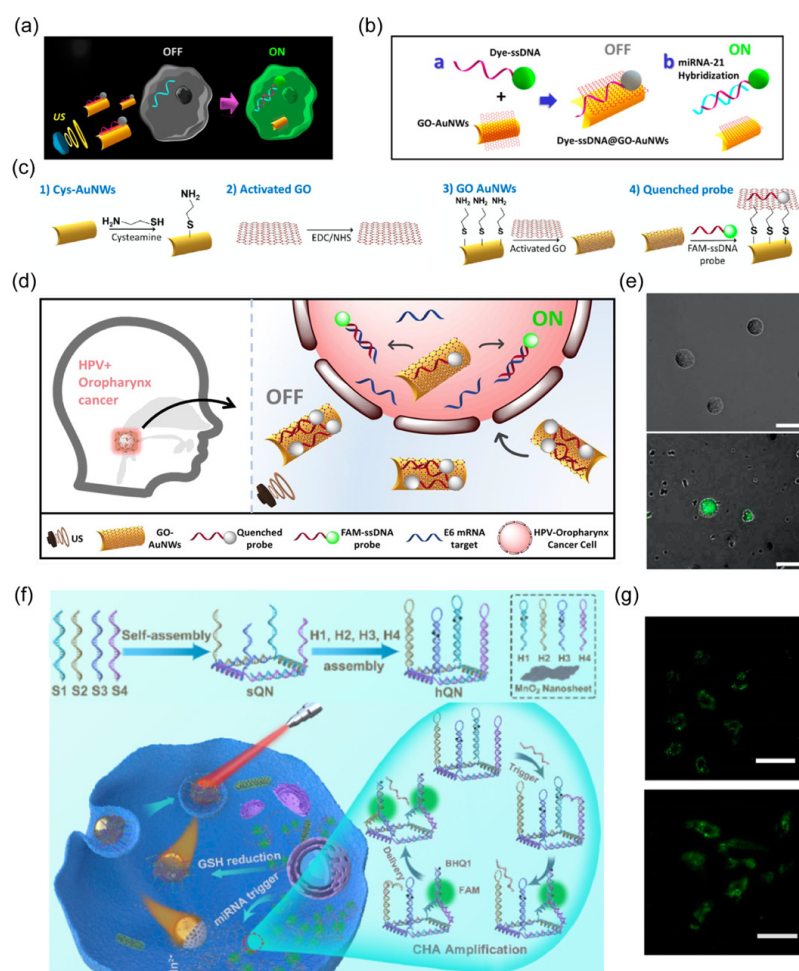 (a)
OFF
ON
US
(b)
a
Dye-ssDNA
+
GO-AuNWs
OFF
Dye-ssDNA@GO-AuNWs
ON
b
miRNA-21
Hybridization
(c)
1) Cys-AuNWs
H₂N
SH
Cysteamine
NH₂
S
2) Activated GO
EDC/NHS
3) GO AuNWs
NH₂ NH₂ NH₂
S S S
Activated GO
4) Quenched probe
FAM-ssDNA
probe
S S S
(d)
HPV+
Oropharynx
cancer
OFF
ON
US
GO-
AuNWs
Quenched
probe
FAM-ssDNA
probe
E6 mRNA
target
HPV-Oropharynx
Cancer Cell
(e)
(f)
S1 S2 S3 S4
Self-assembly
sQN
H1, H2, H3, H4
assembly
hQN
H1 H2 H3 H4
MnO₂ Nanosheet
GSH reduction
miRNA trigger
Trigger
Delivery
BHQ1
FAM
CHA Amplification
(g)